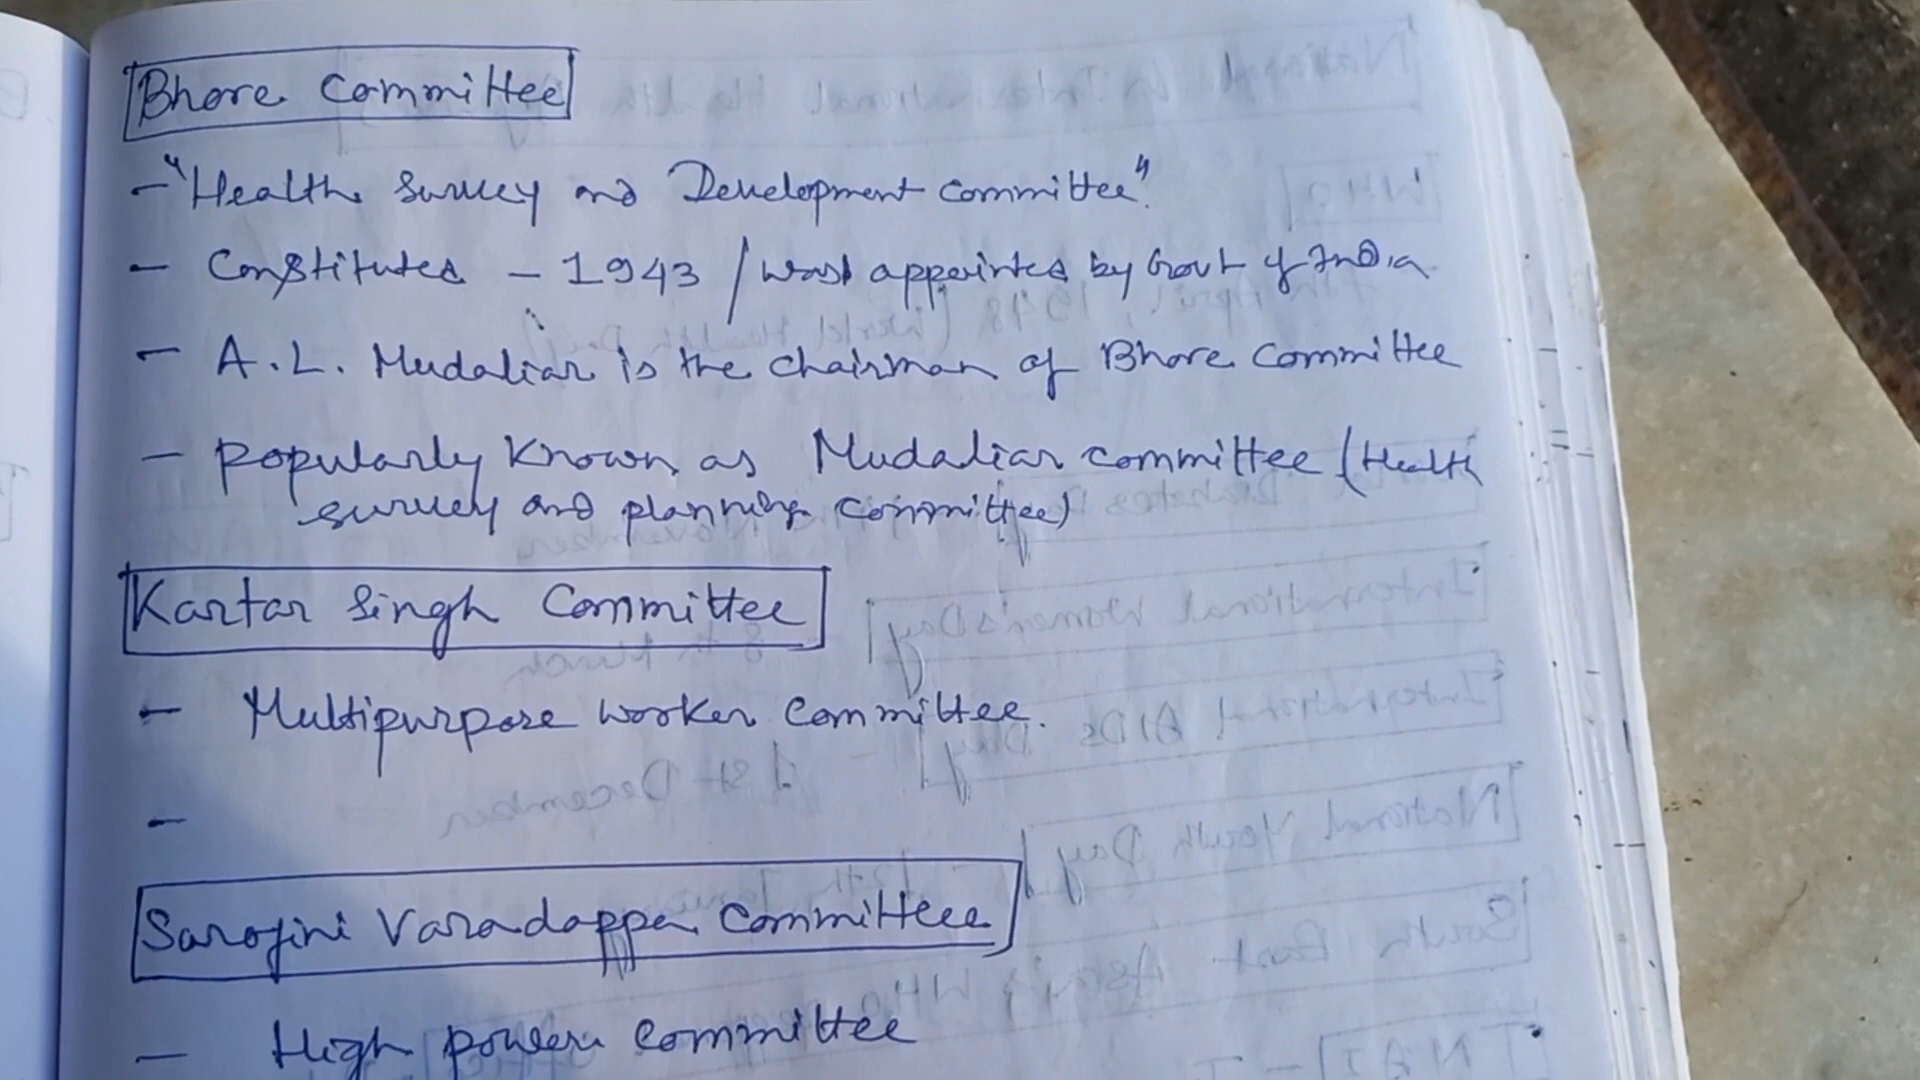 Bhore Committee
- "Health Survey and Development committee".
- Constituted - 1943 / was appointed by Govt of India
- A.L. Mudaliar is the chairman of Bhore Committee
- Popularly Known as Mudaliar committee (Health
survey and planning committee)
Kartar Singh Committee
- Multipurpose worker committee.
-
Sarojini Varadappa Committeee
- High power committee